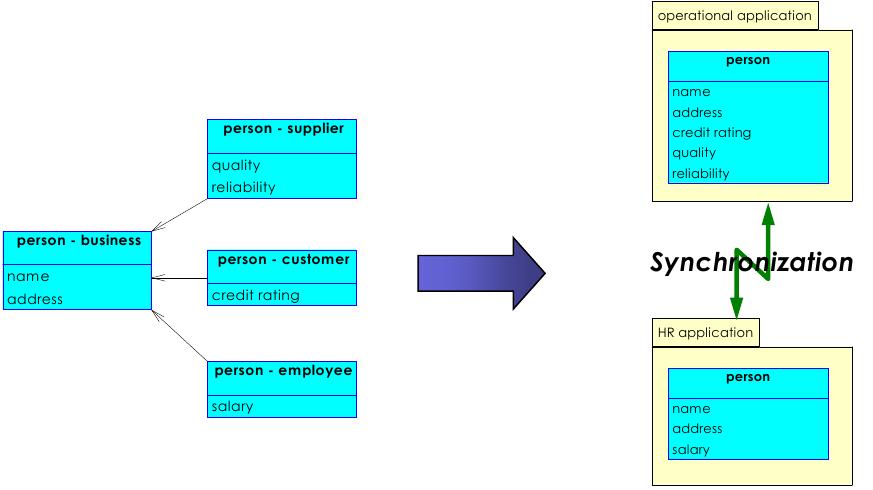 person - supplier
quality
reliability
person - business
name
address
person - customer
credit rating
person - employee
salary
operational application
person
name
address
credit rating
quality
reliability
Synchronization
HR application
person
name
address
salary